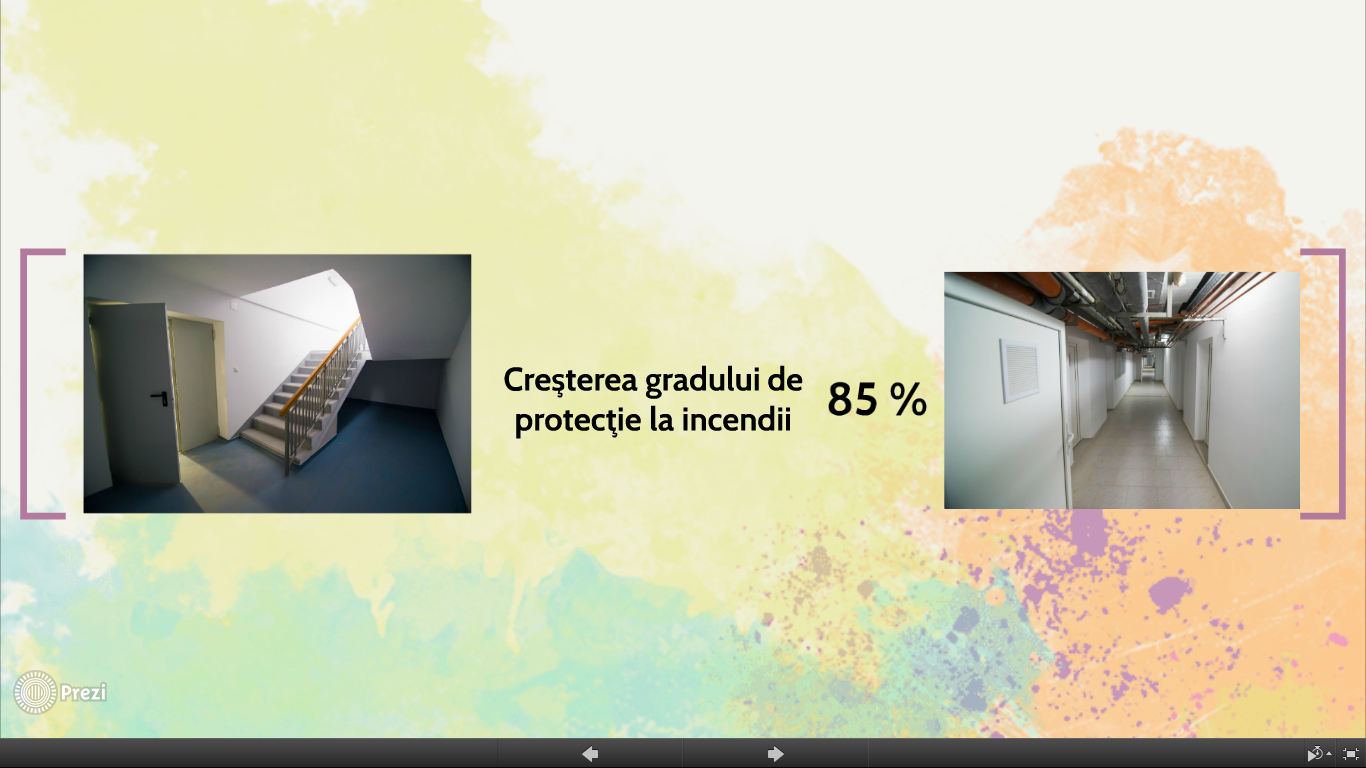 Creşterea gradului de
protecţie la incendii
85 %
Prezi